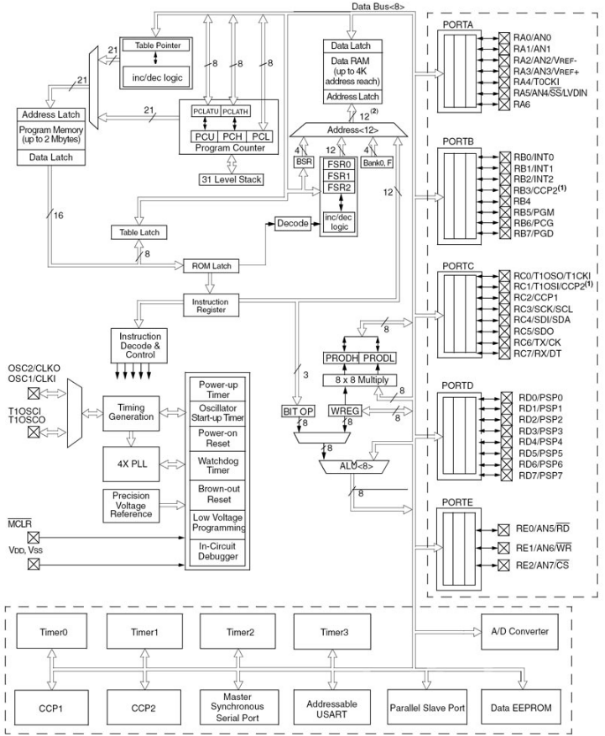 Data Bus<8>
21
Table Pointer
21
inc/dec logic
8
8
8
Data Latch
Data RAM
(up to 4K
address reach)
Address Latch
12 (2)
Address<12>
Address Latch
Program Memory
(up to 2 Mbytes)
Data Latch
21
PCLATU PCLATH
PCU PCH PCL
Program Counter
31 Level Stack
4
12
4
BSR
FSR0
FSR1
FSR2
Bank0, F
12
inc/dec
logic
Decode
16
Table Latch
8
ROM Latch
Instruction
Register
Instruction
Decode &
Control
8
PRODH PRODL
8 x 8 Multiply
3
8
BIT OP
WREG
8
8
8
8
ALU<8>
8
OSC2/CLKO
OSC1/CLKI
T1OSCI
T1OSCO
Timing
Generation
4X PLL
Precision
Voltage
Reference
Power-up
Timer
Oscillator
Start-up Timer
Power-on
Reset
Watchdog
Timer
Brown-out
Reset
Low Voltage
Programming
In-Circuit
Debugger
MCLR
VDD, VSS
PORTA
RA0/AN0
RA1/AN1
RA2/AN2/VREF-
RA3/AN3/VREF+
RA4/T0CKI
RA5/AN4/SS/LVDIN
RA6
PORTB
RB0/INT0
RB1/INT1
RB2/INT2
RB3/CCP2(1)
RB4
RB5/PGM
RB6/PCG
RB7/PGD
PORTC
RC0/T1OSO/T1CKI
RC1/T1OSI/CCP2(1)
RC2/CCP1
RC3/SCK/SCL
RC4/SDI/SDA
RC5/SDO
RC6/TX/CK
RC7/RX/DT
PORTD
RD0/PSP0
RD1/PSP1
RD2/PSP2
RD3/PSP3
RD4/PSP4
RD5/PSP5
RD6/PSP6
RD7/PSP7
PORTE
RE0/AN5/RD
RE1/AN6/WR
RE2/AN7/CS
Timer0
Timer1
Timer2
Timer3
A/D Converter
CCP1
CCP2
Master
Synchronous
Serial Port
Addressable
USART
Parallel Slave Port
Data EEPROM